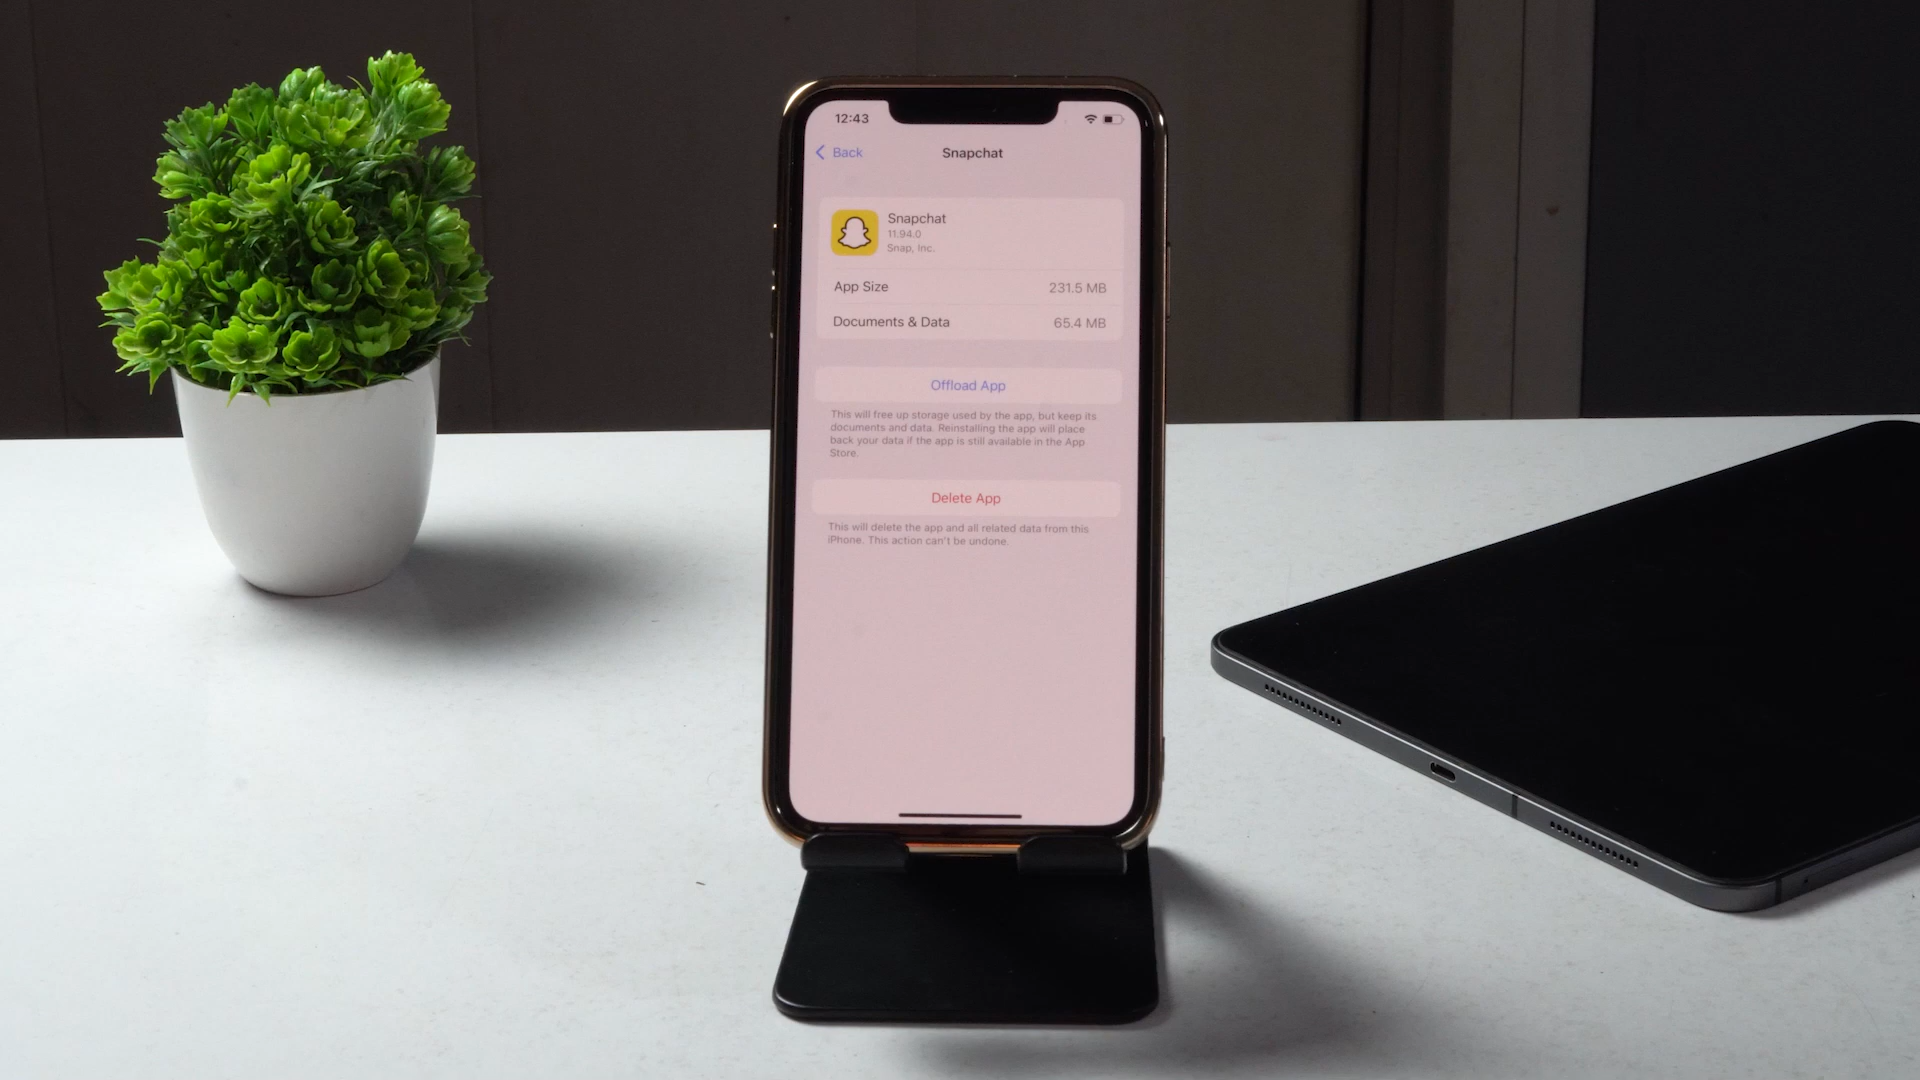 12:43
Back
Snapchat
Snapchat
11.94.0
Snap, Inc.
App Size 231.5 MB
Documents & Data 65.4 MB
Offload App
This will free up storage used by the app, but keep its
documents and data. Reinstalling the app will place
back your data if the app is still available in the App
Store.
Delete App
This will delete the app and all related data from this
iPhone. This action can't be undone.